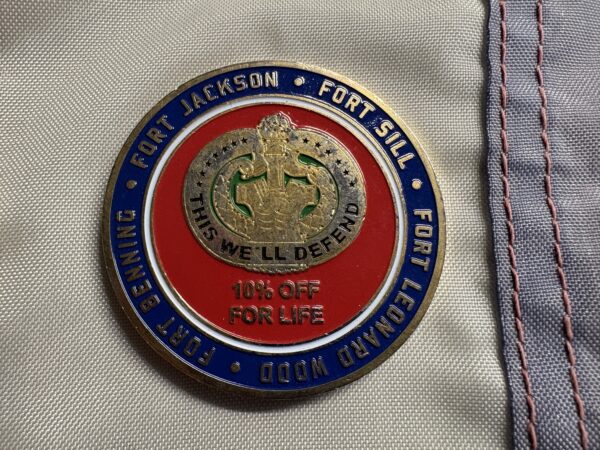 FORT JACKSON • FORT SILL • FORT LEONARD WOOD • FORT BENNING •
THIS WE'LL DEFEND
10% OFF
FOR LIFE